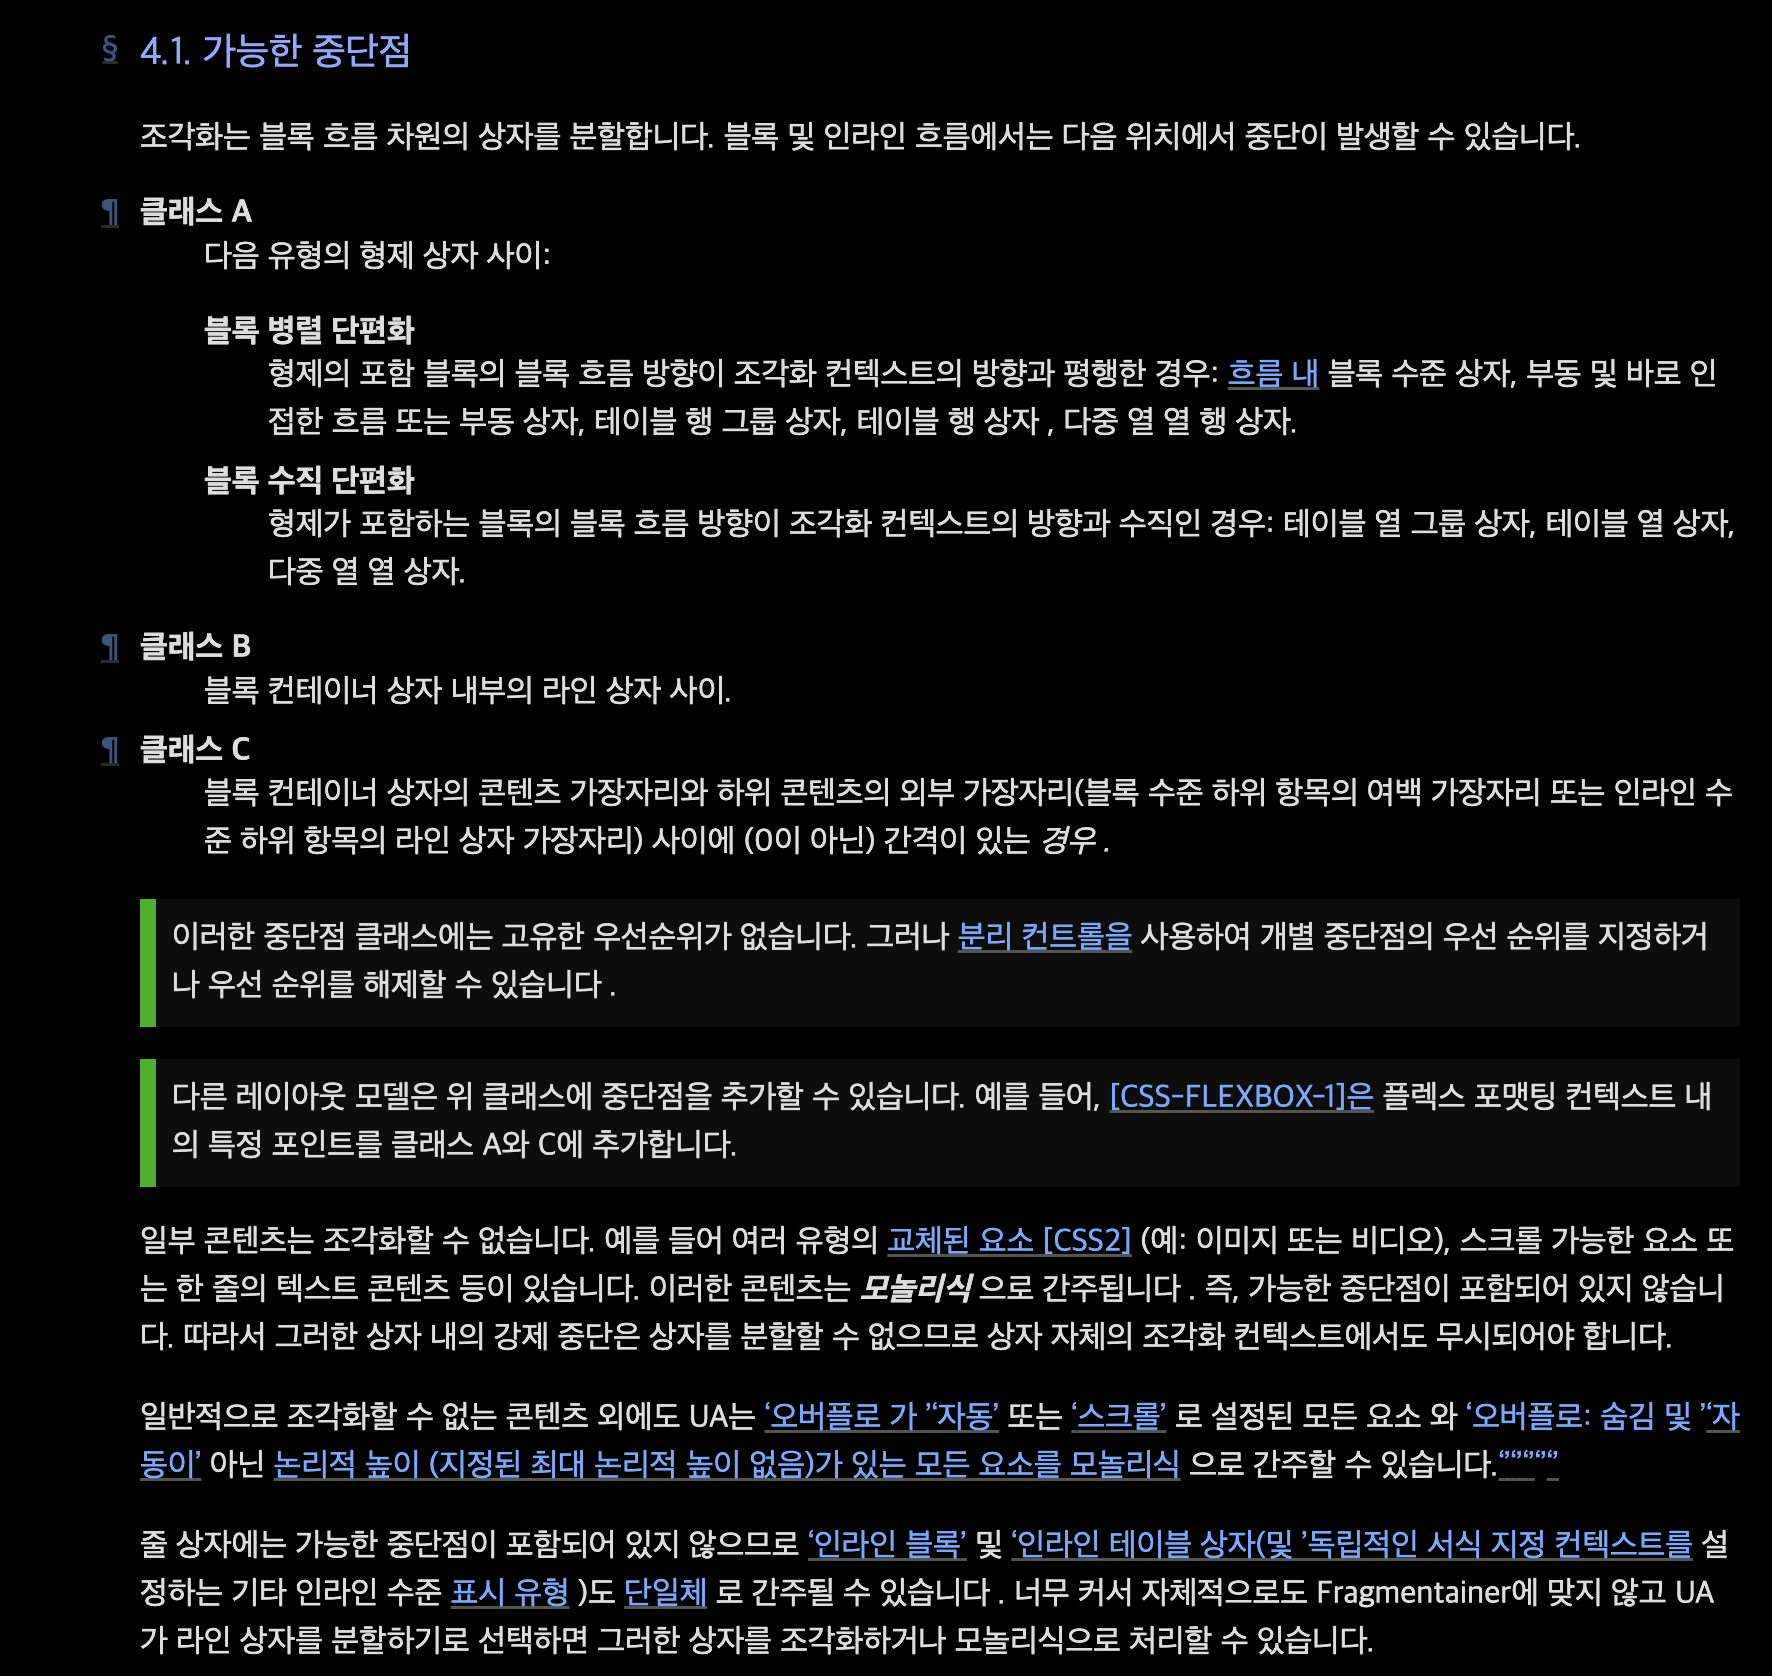 § 4.1. 가능한 중단점
조각화는 블록 흐름 차원의 상자를 분할합니다. 블록 및 인라인 흐름에서는 다음 위치에서 중단이 발생할 수 있습니다.
¶ 클래스 A
다음 유형의 형제 상자 사이:
블록 병렬 단편화
형제의 포함 블록의 블록 흐름 방향이 조각화 컨텍스트의 방향과 평행한 경우: 흐름 내 블록 수준 상자, 부동 및 바로 인
접한 흐름 또는 부동 상자, 테이블 행 그룹 상자, 테이블 행 상자 , 다중 열 열 행 상자.
블록 수직 단편화
형제가 포함하는 블록의 블록 흐름 방향이 조각화 컨텍스트의 방향과 수직인 경우: 테이블 열 그룹 상자, 테이블 열 상자,
다중 열 열 상자.
¶ 클래스 B
블록 컨테이너 상자 내부의 라인 상자 사이.
¶ 클래스 C
블록 컨테이너 상자의 콘텐츠 가장자리와 하위 콘텐츠의 외부 가장자리(블록 수준 하위 항목의 여백 가장자리 또는 인라인 수
준 하위 항목의 라인 상자 가장자리) 사이에 (0이 아닌) 간격이 있는 경우 .
이러한 중단점 클래스에는 고유한 우선순위가 없습니다. 그러나 분리 컨트롤을 사용하여 개별 중단점의 우선 순위를 지정하거
나 우선 순위를 해제할 수 있습니다 .
다른 레이아웃 모델은 위 클래스에 중단점을 추가할 수 있습니다. 예를 들어, [CSS-FLEXBOX-1]은 플렉스 포맷팅 컨텍스트 내
의 특정 포인트를 클래스 A와 C에 추가합니다.
일부 콘텐츠는 조각화할 수 없습니다. 예를 들어 여러 유형의 교체된 요소 [CSS2] (예: 이미지 또는 비디오), 스크롤 가능한 요소 또
는 한 줄의 텍스트 콘텐츠 등이 있습니다. 이러한 콘텐츠는 모놀리식 으로 간주됩니다 . 즉, 가능한 중단점이 포함되어 있지 않습니
다. 따라서 그러한 상자 내의 강제 중단은 상자를 분할할 수 없으므로 상자 자체의 조각화 컨텍스트에서도 무시되어야 합니다.
일반적으로 조각화할 수 없는 콘텐츠 외에도 UA는 ‘오버플로 가 ’‘자동’ 또는 ‘스크롤’ 로 설정된 모든 요소 와 ‘오버플로: 숨김 및 ’‘자
동이’ 아닌 논리적 높이 (지정된 최대 논리적 높이 없음)가 있는 모든 요소를 모놀리식 으로 간주할 수 있습니다.‘’’‘’‘’‘’
줄 상자에는 가능한 중단점이 포함되어 있지 않으므로 ‘인라인 블록’ 및 ‘인라인 테이블 상자(및 ’독립적인 서식 지정 컨텍스트를 설
정하는 기타 인라인 수준 표시 유형 )도 단일체 로 간주될 수 있습니다 . 너무 커서 자체적으로도 Fragmentainer에 맞지 않고 UA
가 라인 상자를 분할하기로 선택하면 그러한 상자를 조각화하거나 모놀리식으로 처리할 수 있습니다.